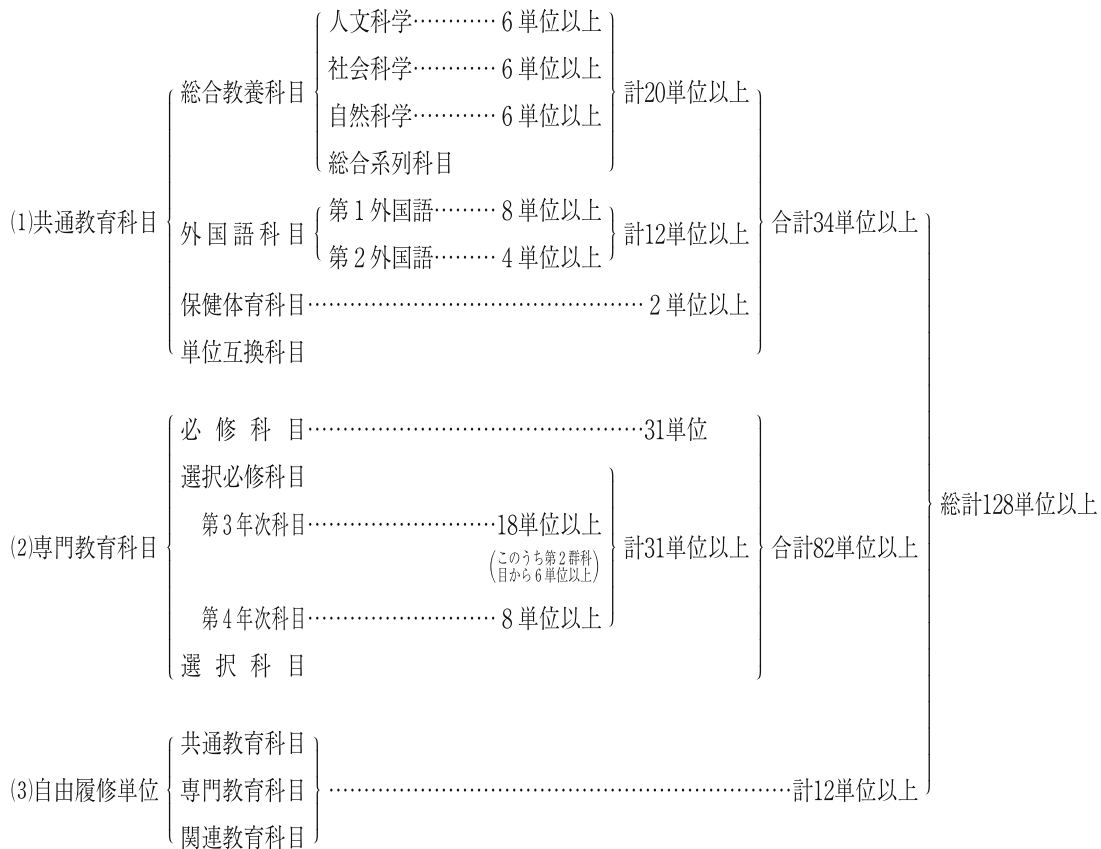 人文科学………… 6 単位以上
社会科学………… 6 単位以上
総合教養科目 計20単位以上
自然科学………… 6 単位以上
総合系列科目
第1外国語……… 8 単位以上
⑴共通教育科目 外国語科目 計12単位以上 合計34単位以上
第2外国語……… 4 単位以上
保健体育科目………………………………………… 2 単位以上
単位互換科目
必修科目…………………………………………31単位
選択必修科目
総計128単位以上
第3年次科目………………………18単位以上
⑵専門教育科目 計31単位以上 合計82単位以上
(このうち第2群科
目から6単位以上)
第4年次科目……………………… 8 単位以上
選択科目
共通教育科目
⑶自由履修単位 専門教育科目 …………………………………………………………計12単位以上
関連教育科目